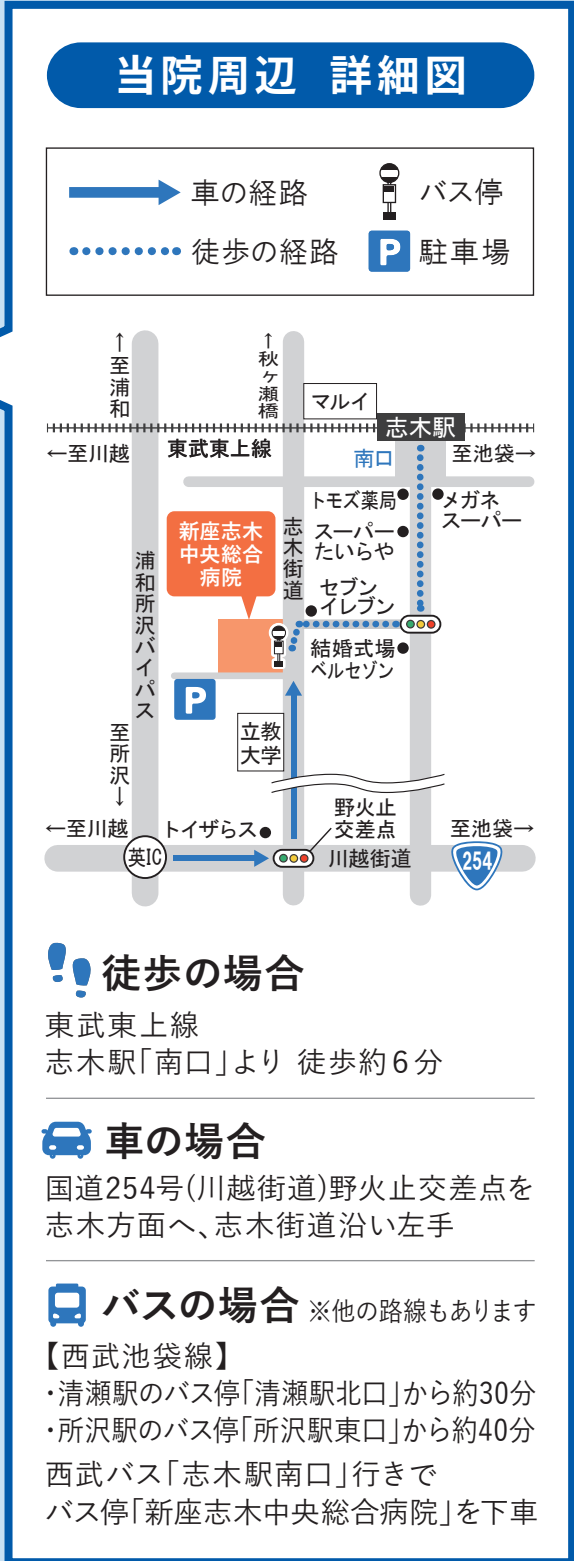 当院周辺 詳細図
車の経路
バス停
徒歩の経路
P
駐車場
↑至浦和
↑秋ヶ瀬橋
マルイ
志木駅
←至川越
東武東上線
南口
至池袋→
トモズ薬局
メガネ
スーパー
新座志木
中央総合
病院
志木街道
スーパー
たいらや
浦和所沢バイパス
セブン
イレブン
結婚式場
ベルセゾン
P
立教
大学
至所沢↓
野火止
交差点
←至川越
トイザらス
至池袋→
英IC
川越街道
254
徒歩の場合
東武東上線
志木駅「南口」より 徒歩約6分
車の場合
国道254号(川越街道)野火止交差点を
志木方面へ、志木街道沿い左手
バスの場合 ※他の路線もあります
【西武池袋線】
・清瀬駅のバス停「清瀬駅北口」から約30分
・所沢駅のバス停「所沢駅東口」から約40分
西武バス「志木駅南口」行きで
バス停「新座志木中央総合病院」を下車